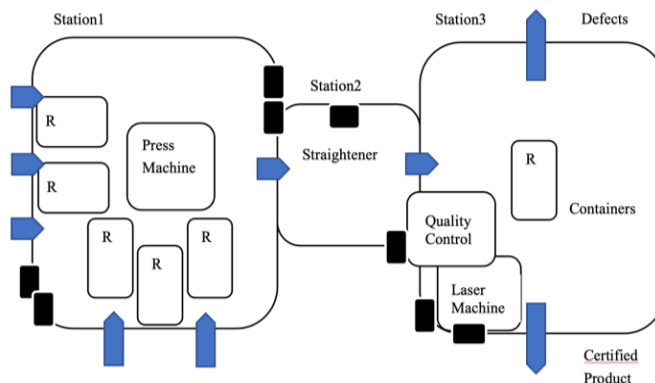 Station1
Station3
Defects
Station2
R
Press
Machine
Straightener
R
R
Containers
R
R
R
Quality
Control
Laser
Machine
Certified
Product